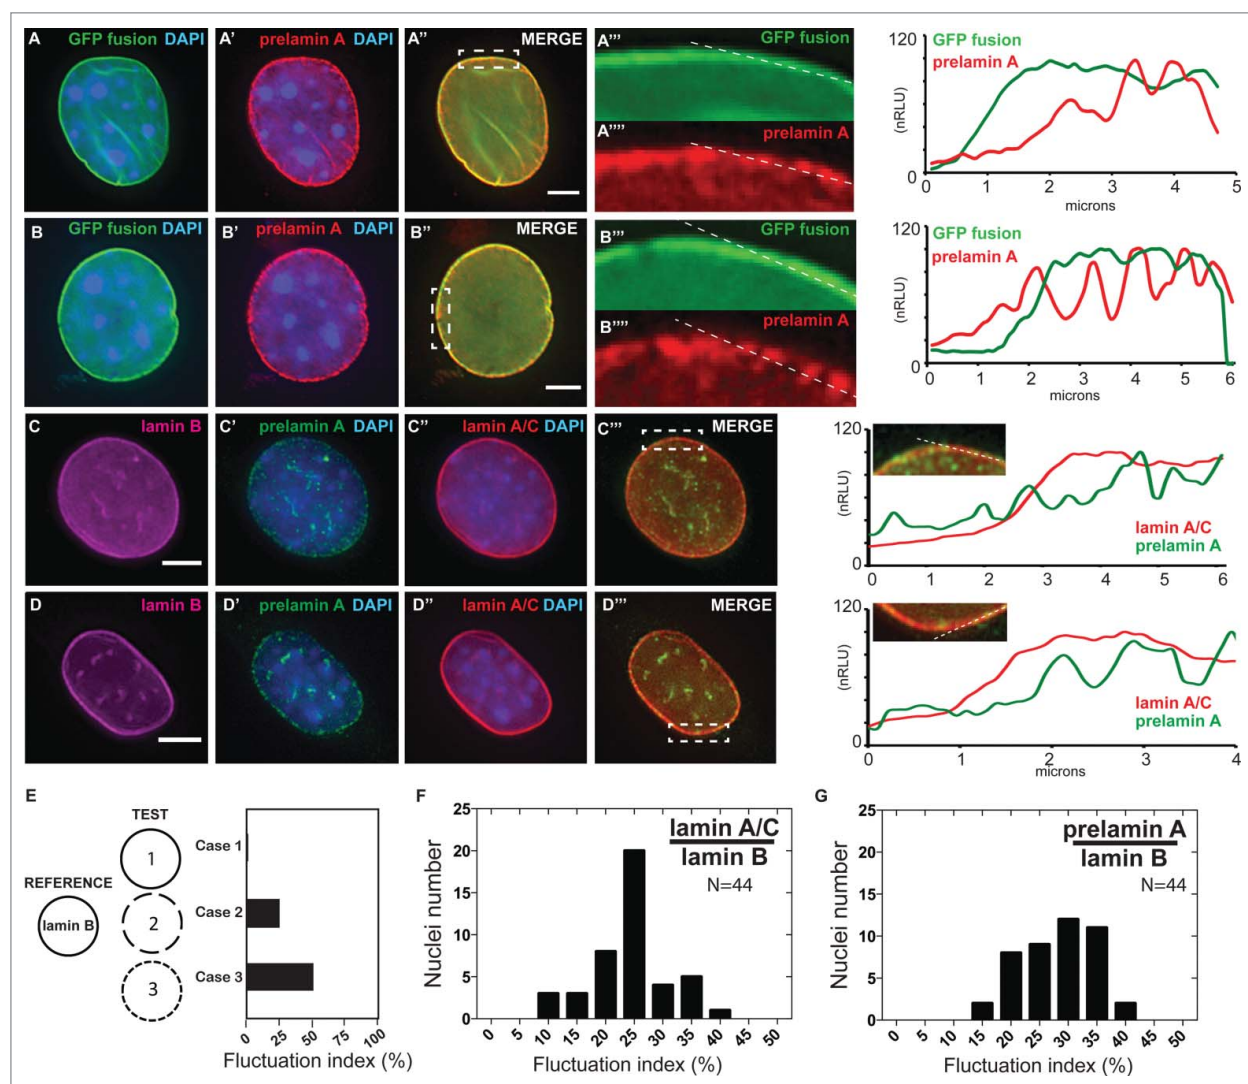 A GFP fusion DAPI
A' prelamin A DAPI
A'' MERGE
A''' GFP fusion
A'''' prelamin A
120
GFP fusion
prelamin A
(nRLU)
0
0 1 2 3 4 5
microns
B GFP fusion DAPI
B' prelamin A DAPI
B'' MERGE
B''' GFP fusion
B'''' prelamin A
120
GFP fusion
prelamin A
(nRLU)
0
0 1 2 3 4 5 6
microns
C lamin B
C' prelamin A DAPI
C'' lamin A/C DAPI
C''' MERGE
120
(nRLU)
lamin A/C
prelamin A
0
0 1 2 3 4 5 6
D lamin B
D' prelamin A DAPI
D'' lamin A/C DAPI
D''' MERGE
120
(nRLU)
lamin A/C
prelamin A
0
0 1 2 3 4
microns
E
TEST
REFERENCE
lamin B
1
2
3
Case 1
Case 2
Case 3
0 25 50 75 100
Fluctuation index (%)
F
Nuclei number
25
20
15
10
5
0
lamin A/C
lamin B
N=44
0 5 10 15 20 25 30 35 40 45 50
Fluctuation index (%)
G
Nuclei number
25
20
15
10
5
0
prelamin A
lamin B
N=44
0 5 10 15 20 25 30 35 40 45 50
Fluctuation index (%)